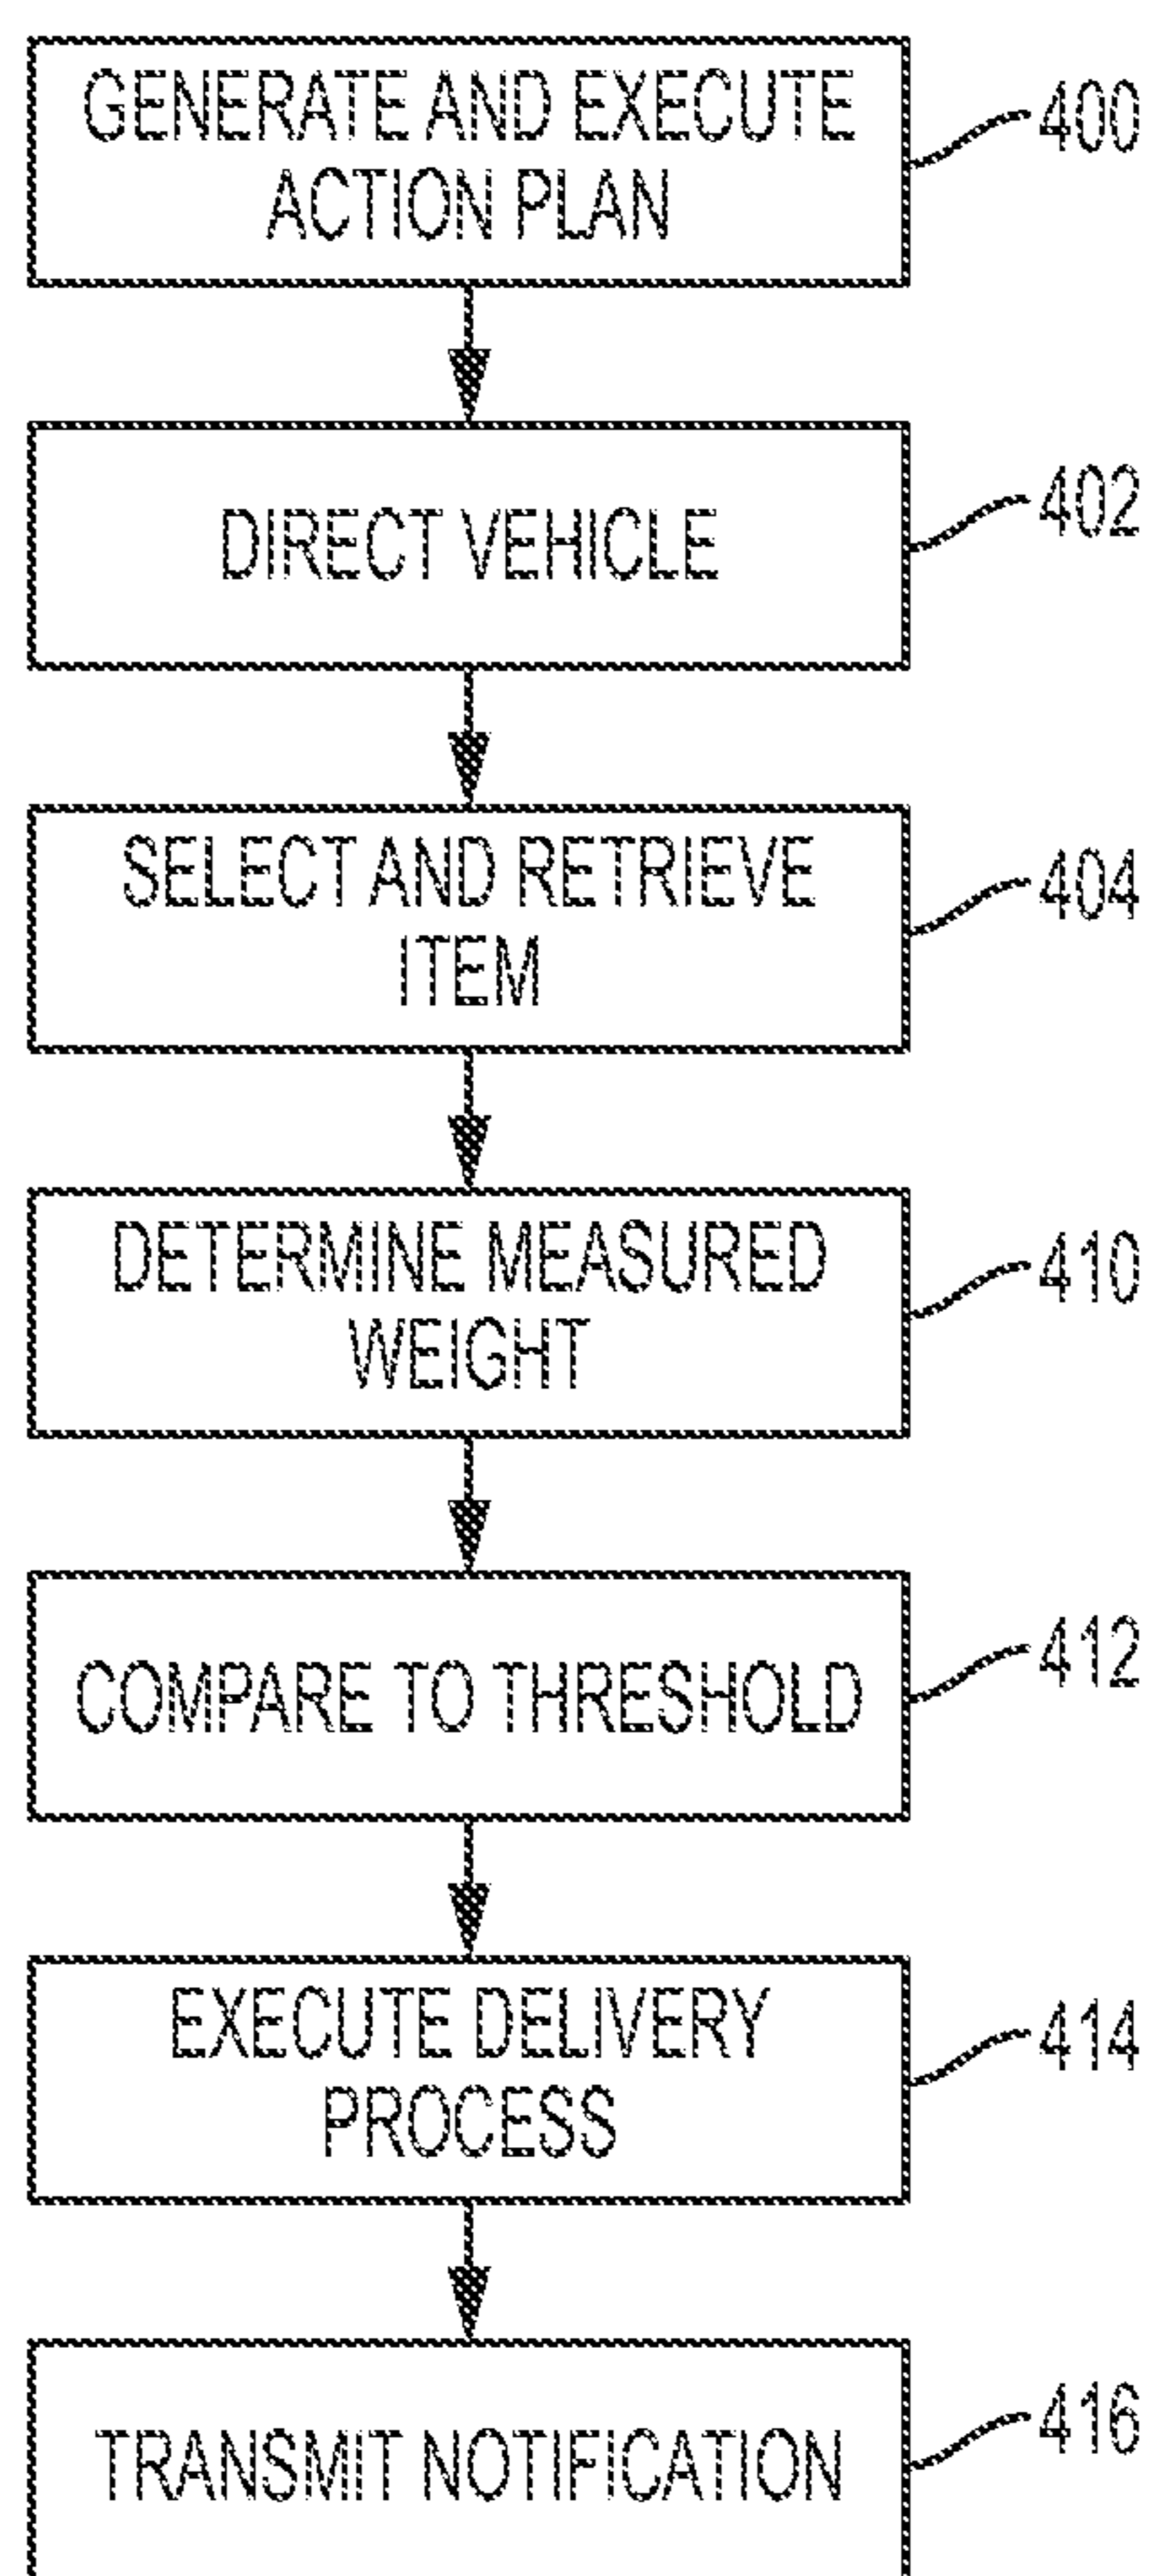 GENERATE AND EXECUTE
ACTION PLAN
400
DIRECT VEHICLE
402
SELECT AND RETRIEVE
ITEM
404
DETERMINE MEASURED
WEIGHT
410
COMPARE TO THRESHOLD
412
EXECUTE DELIVERY
PROCESS
414
TRANSMIT NOTIFICATION
416